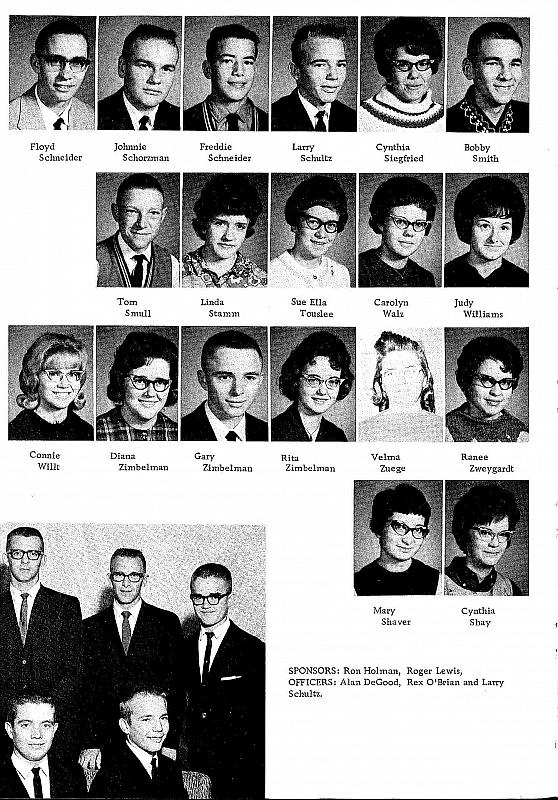 Floyd Schneider
Johnnie Schorzman
Freddie Schneider
Larry Schultz
Cynthia Siegfried
Bobby Smith
Tom Smull
Linda Stamm
Sue Ella Touslee
Carolyn Walz
Judy Williams
Connie Willt
Diana Zimbelman
Gary Zimbelman
Rita Zimbelman
Velma Zuege
Ranee Zweygardt
Mary Shaver
Cynthia Shay
SPONSORS: Ron Holman, Roger Lewis,
OFFICERS: Alan DeGood, Rex O'Brian and Larry
Schultz.